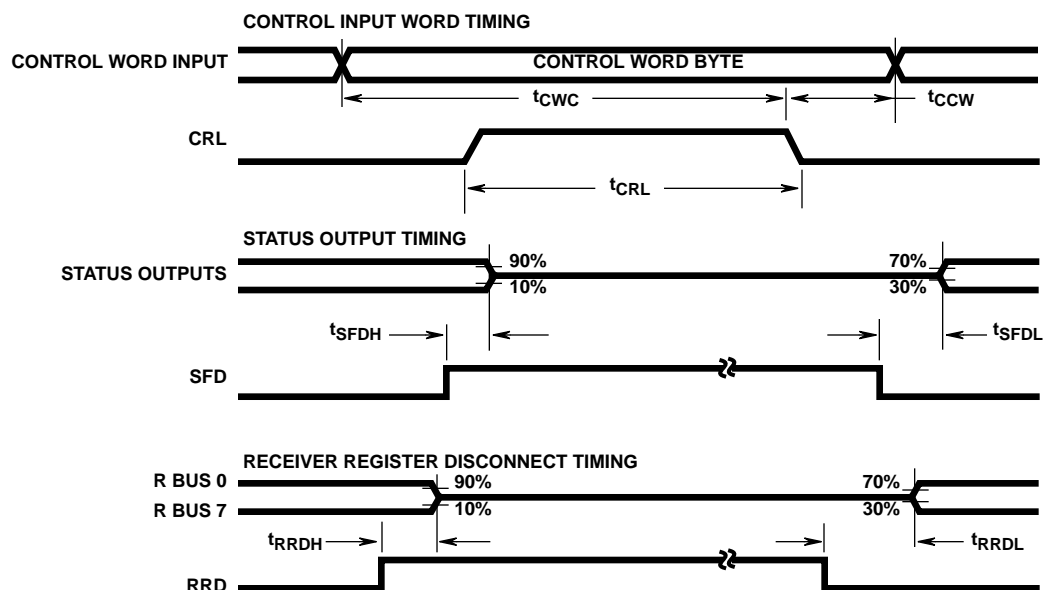 CONTROL INPUT WORD TIMING
CONTROL WORD INPUT
CONTROL WORD BYTE
tCWC
tCCW
CRL
tCRL
STATUS OUTPUT TIMING
STATUS OUTPUTS
90%
70%
10%
30%
tSFDH
tSFDL
SFD
RECEIVER REGISTER DISCONNECT TIMING
R BUS 0
90%
70%
R BUS 7
10%
30%
tRRDH
tRRDL
RRD